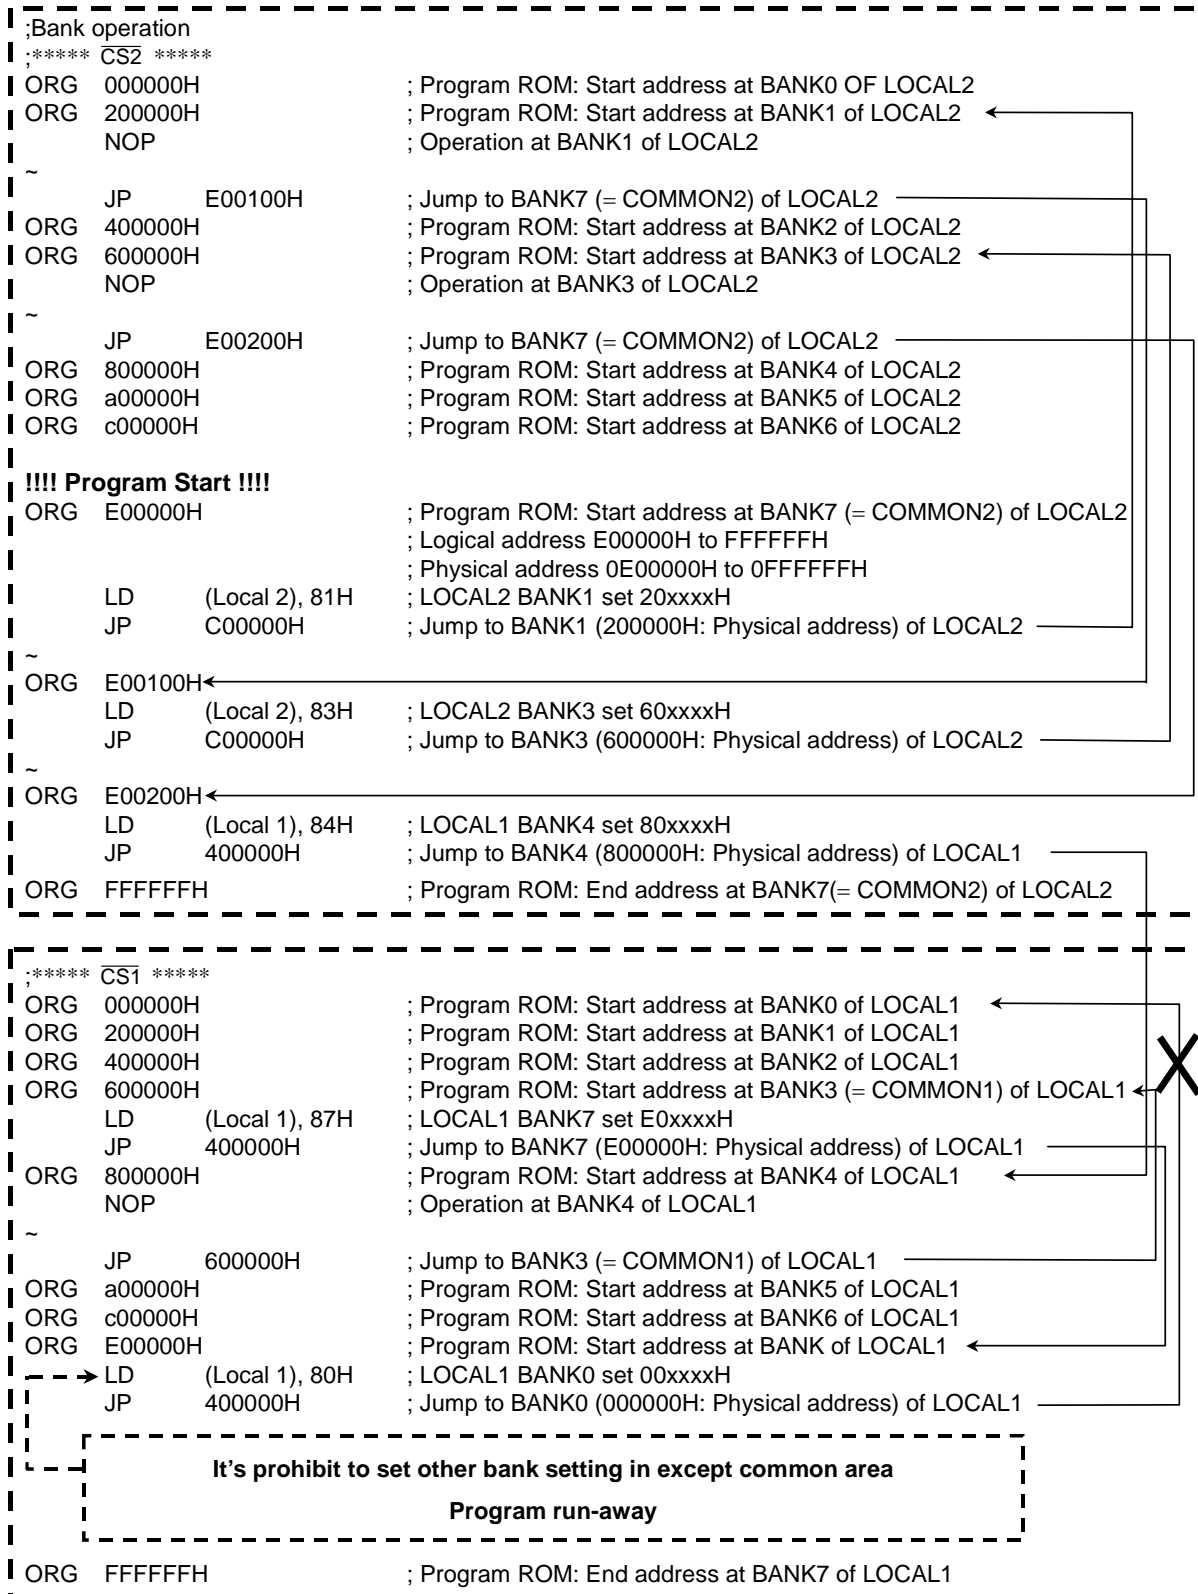 ;Bank operation
;***** CS2 *****
ORG 000000H ; Program ROM: Start address at BANK0 OF LOCAL2
ORG 200000H ; Program ROM: Start address at BANK1 of LOCAL2
NOP ; Operation at BANK1 of LOCAL2
~
JP E00100H ; Jump to BANK7 (= COMMON2) of LOCAL2
ORG 400000H ; Program ROM: Start address at BANK2 of LOCAL2
ORG 600000H ; Program ROM: Start address at BANK3 of LOCAL2
NOP ; Operation at BANK3 of LOCAL2
~
JP E00200H ; Jump to BANK7 (= COMMON2) of LOCAL2
ORG 800000H ; Program ROM: Start address at BANK4 of LOCAL2
ORG a00000H ; Program ROM: Start address at BANK5 of LOCAL2
ORG c00000H ; Program ROM: Start address at BANK6 of LOCAL2
!!!! Program Start !!!!
ORG E00000H ; Program ROM: Start address at BANK7 (= COMMON2) of LOCAL2
; Logical address E00000H to FFFFFFH
; Physical address 0E00000H to 0FFFFFFH
LD (Local 2), 81H ; LOCAL2 BANK1 set 20xxxxH
JP C00000H ; Jump to BANK1 (200000H: Physical address) of LOCAL2
~
ORG E00100H
LD (Local 2), 83H ; LOCAL2 BANK3 set 60xxxxH
JP C00000H ; Jump to BANK3 (600000H: Physical address) of LOCAL2
~
ORG E00200H
LD (Local 1), 84H ; LOCAL1 BANK4 set 80xxxxH
JP 400000H ; Jump to BANK4 (800000H: Physical address) of LOCAL1
ORG FFFFFFH ; Program ROM: End address at BANK7(= COMMON2) of LOCAL2
;***** CS1 *****
ORG 000000H ; Program ROM: Start address at BANK0 of LOCAL1
ORG 200000H ; Program ROM: Start address at BANK1 of LOCAL1
ORG 400000H ; Program ROM: Start address at BANK2 of LOCAL1
ORG 600000H ; Program ROM: Start address at BANK3 (= COMMON1) of LOCAL1
LD (Local 1), 87H ; LOCAL1 BANK7 set E0xxxxH
JP 400000H ; Jump to BANK7 (E00000H: Physical address) of LOCAL1
ORG 800000H ; Program ROM: Start address at BANK4 of LOCAL1
NOP ; Operation at BANK4 of LOCAL1
~
JP 600000H ; Jump to BANK3 (= COMMON1) of LOCAL1
ORG a00000H ; Program ROM: Start address at BANK5 of LOCAL1
ORG c00000H ; Program ROM: Start address at BANK6 of LOCAL1
ORG E00000H ; Program ROM: Start address at BANK of LOCAL1
LD (Local 1), 80H ; LOCAL1 BANK0 set 00xxxxH
JP 400000H ; Jump to BANK0 (000000H: Physical address) of LOCAL1
It's prohibit to set other bank setting in except common area
Program run-away
ORG FFFFFFH ; Program ROM: End address at BANK7 of LOCAL1